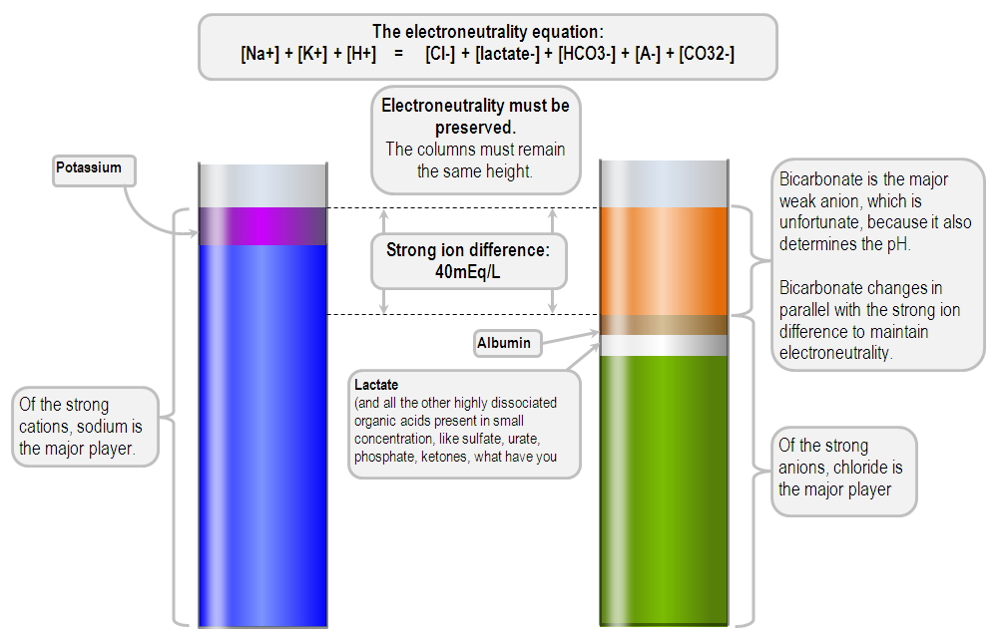 The electroneutrality equation:
[Na+] + [K+] + [H+] = [Cl-] + [lactate-] + [HCO3-] + [A-] + [CO32-]
Electroneutrality must be
preserved.
The columns must remain
the same height.
Potassium
Bicarbonate is the major
weak anion, which is
unfortunate, because it also
determines the pH.
Bicarbonate changes in
parallel with the strong ion
difference to maintain
electroneutrality.
Strong ion difference:
40mEq/L
Albumin
Lactate
(and all the other highly dissociated
organic acids present in small
concentration, like sulfate, urate,
phosphate, ketones, what have you
Of the strong
cations, sodium is
the major player.
Of the strong
anions, chloride is
the major player